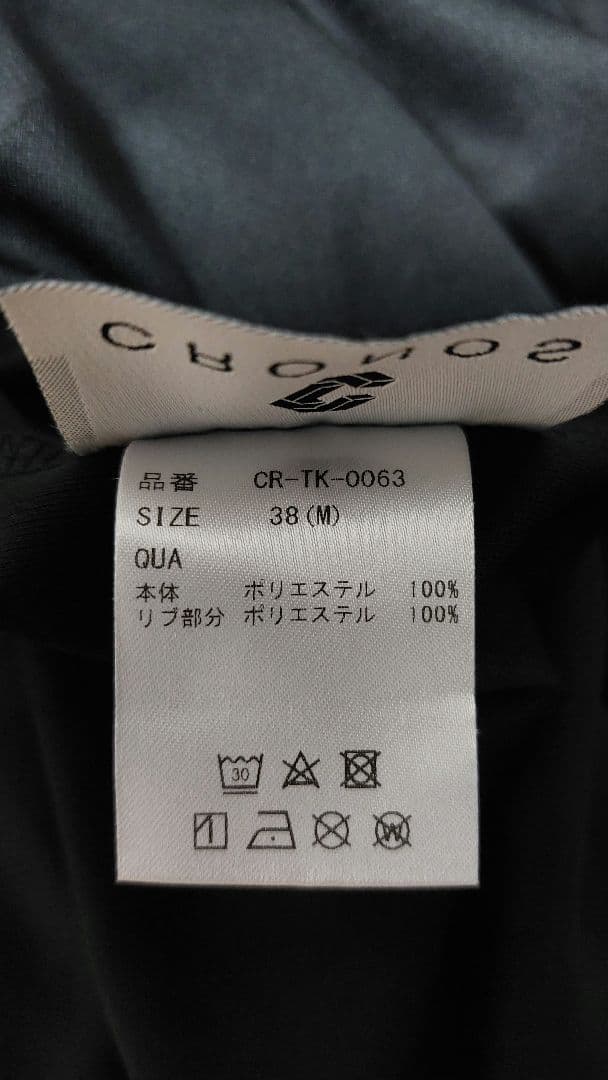 CRONOS
品番 CR-TK-0063
SIZE 38(M)
QUA
本体 ポリエステル 100%
リブ部分 ポリエステル 100%
30
W